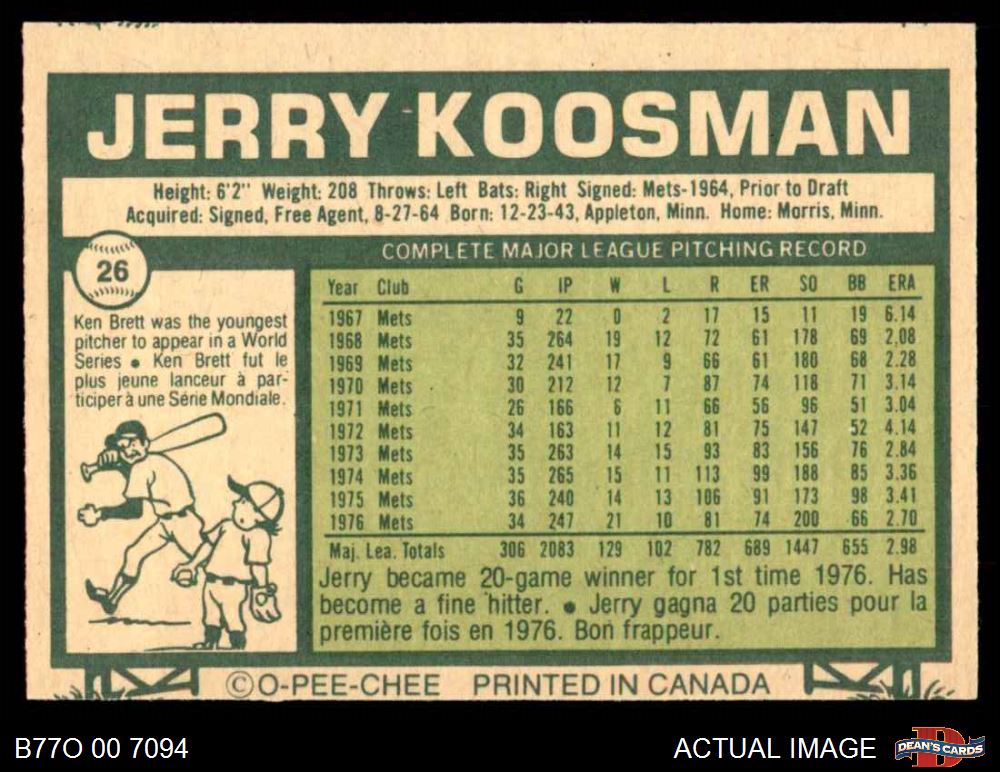 JERRY KOOSMAN
Height: 6'2" Weight: 208 Throws: Left Bats: Right Signed: Mets-1964, Prior to Draft
Acquired: Signed, Free Agent, 8-27-64 Born: 12-23-43, Appleton, Minn. Home: Morris, Minn.
26
Ken Brett was the youngest
pitcher to appear in a World
Series ● Ken Brett fut le
plus jeune lanceur à par-
ticiper à une Série Mondiale.
COMPLETE MAJOR LEAGUE PITCHING RECORD
Year Club G IP W L R ER SO BB ERA
1967 Mets 9 22 0 2 17 15 11 19 6.14
1968 Mets 35 264 19 12 72 61 178 69 2.08
1969 Mets 32 241 17 9 66 61 180 68 2.28
1970 Mets 30 212 12 7 87 74 118 71 3.14
1971 Mets 26 166 6 11 66 56 96 51 3.04
1972 Mets 34 163 11 12 81 75 147 52 4.14
1973 Mets 35 263 14 15 93 83 156 76 2.84
1974 Mets 35 265 15 11 113 99 188 85 3.36
1975 Mets 36 240 14 13 106 91 173 98 3.41
1976 Mets 34 247 21 10 81 74 200 66 2.70
Maj. Lea. Totals 306 2083 129 102 782 689 1447 655 2.98
Jerry became 20-game winner for 1st time 1976. Has
become a fine hitter. ● Jerry gagna 20 parties pour la
première fois en 1976. Bon frappeur.
© O-PEE-CHEE PRINTED IN CANADA
B77O 00 7094
ACTUAL IMAGE
DEAN'S CARDS